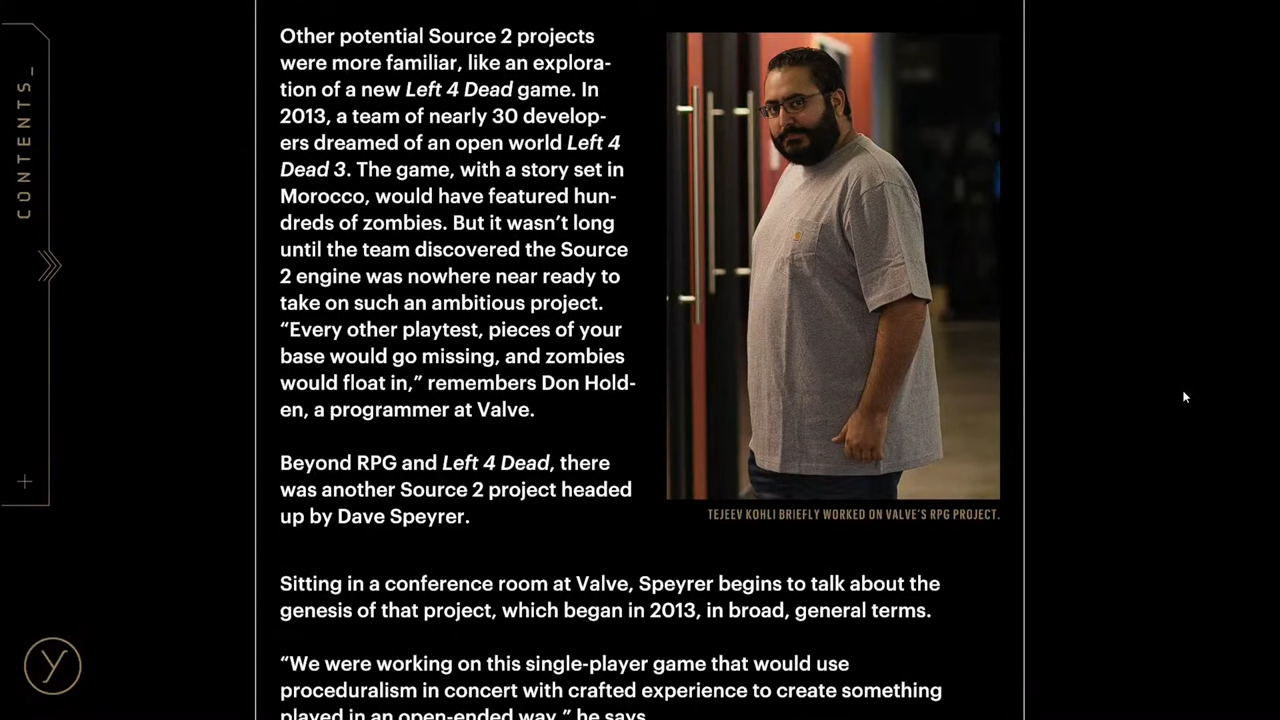 CONTENTS_
Other potential Source 2 projects
were more familiar, like an explora-
tion of a new Left 4 Dead game. In
2013, a team of nearly 30 develop-
ers dreamed of an open world Left 4
Dead 3. The game, with a story set in
Morocco, would have featured hun-
dreds of zombies. But it wasn't long
until the team discovered the Source
2 engine was nowhere near ready to
take on such an ambitious project.
“Every other playtest, pieces of your
base would go missing, and zombies
would float in,” remembers Don Hold-
en, a programmer at Valve.
Beyond RPG and Left 4 Dead, there
was another Source 2 project headed
up by Dave Speyrer.
TEJEEV KOHLI BRIEFLY WORKED ON VALVE'S RPG PROJECT.
Sitting in a conference room at Valve, Speyrer begins to talk about the
genesis of that project, which began in 2013, in broad, general terms.
“We were working on this single-player game that would use
proceduralism in concert with crafted experience to create something
played in an open-ended way,” he says.
y